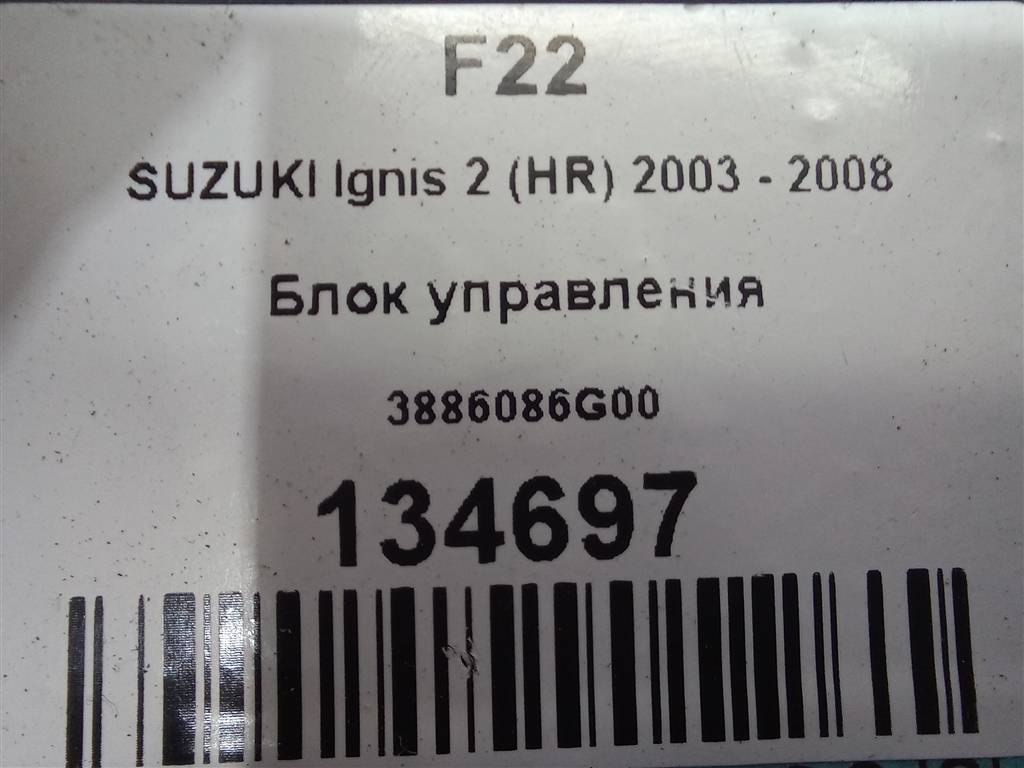 F22
SUZUKI Ignis 2 (HR) 2003 - 2008
Блок управления
3886086G00
134697